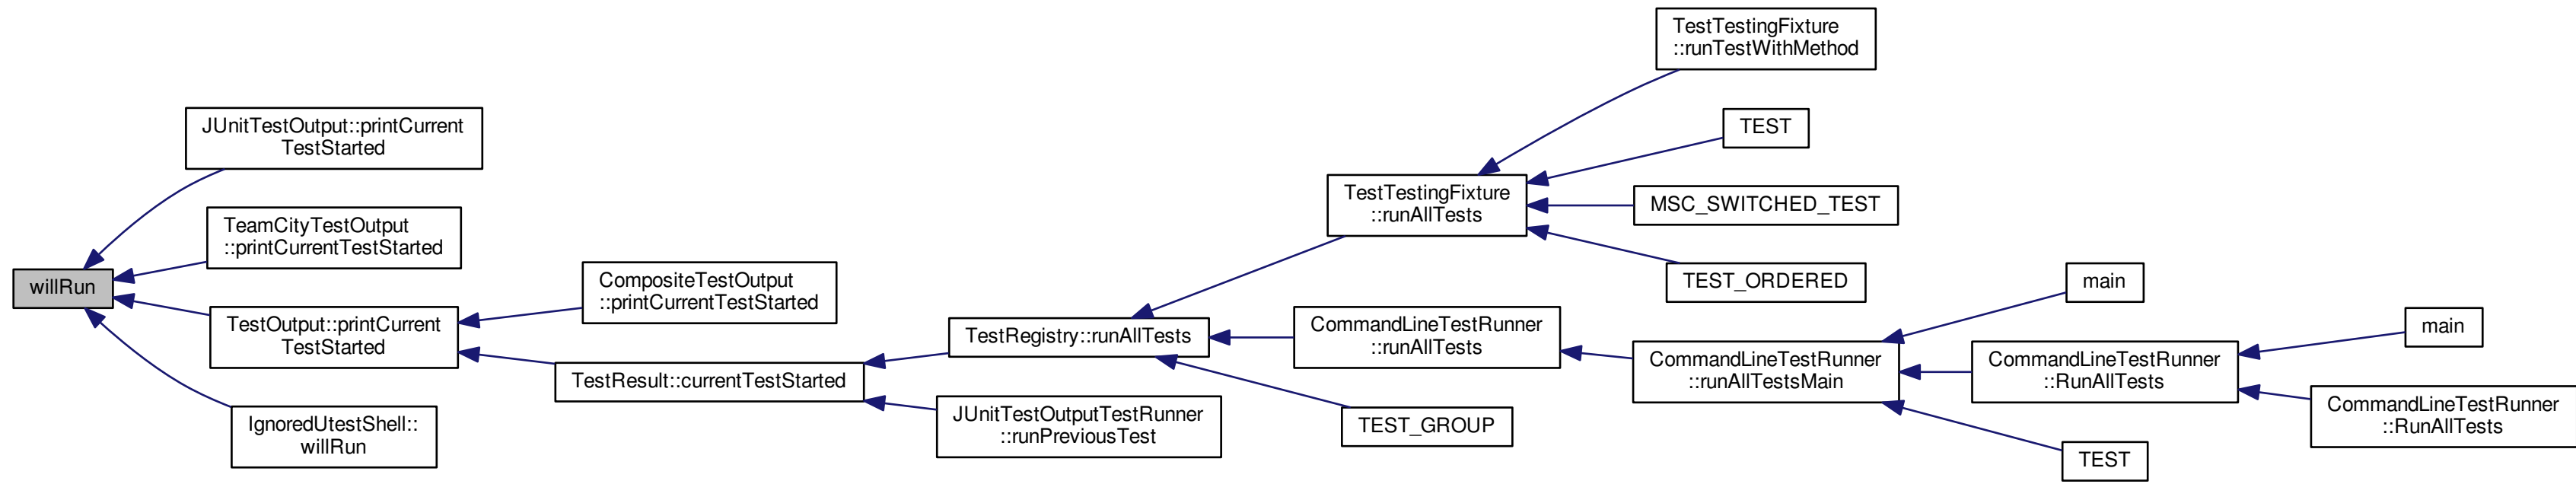 willRun
JUnitTestOutput::printCurrent
TestStarted
TeamCityTestOutput
::printCurrentTestStarted
TestOutput::printCurrent
TestStarted
IgnoredUtestShell::
willRun
CompositeTestOutput
::printCurrentTestStarted
TestResult::currentTestStarted
TestRegistry::runAllTests
JUnitTestOutputTestRunner
::runPreviousTest
TestTestingFixture
::runAllTests
CommandLineTestRunner
::runAllTests
TEST_GROUP
TestTestingFixture
::runTestWithMethod
TEST
MSC_SWITCHED_TEST
TEST_ORDERED
CommandLineTestRunner
::runAllTestsMain
main
CommandLineTestRunner
::RunAllTests
TEST
main
CommandLineTestRunner
::RunAllTests